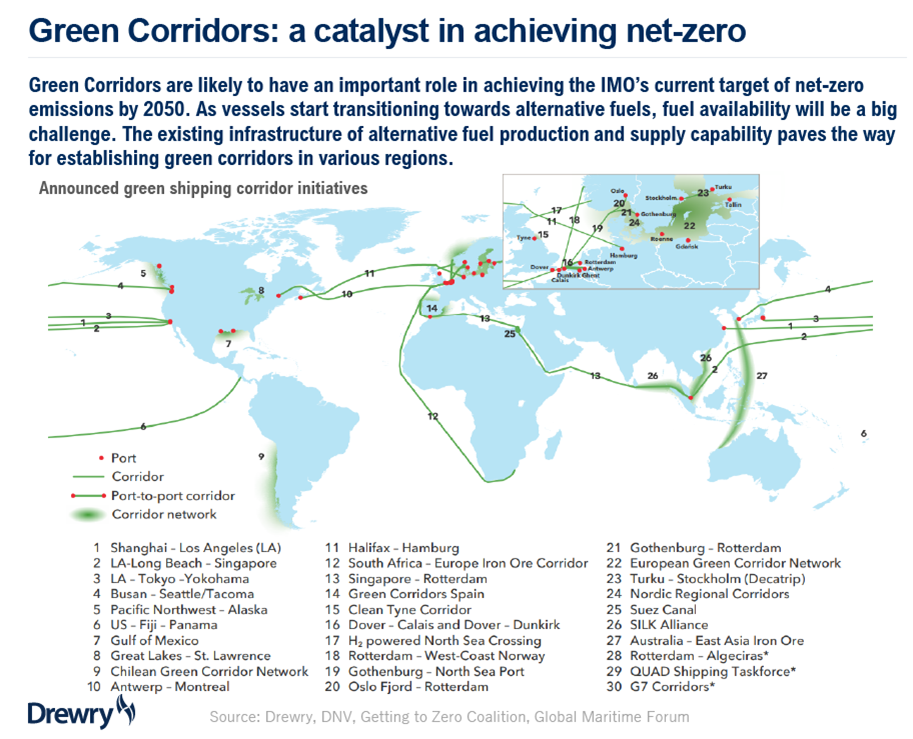 Green Corridors: a catalyst in achieving net-zero
Green Corridors are likely to have an important role in achieving the IMO's current target of net-zero
emissions by 2050. As vessels start transitioning towards alternative fuels, fuel availability will be a big
challenge. The existing infrastructure of alternative fuel production and supply capability paves the way
for establishing green corridors in various regions.
Announced green shipping corridor initiatives
Oslo
20
Stockholm
23
Turku
Tallin
17
11
18
21
Gothenburg
24
22
19
Tyne
15
Roenne
Gdańsk
Hamburg
16
Rotterdam
Dover
Antwerp
Dunkirk
Ghent
Calais
5
4
8
11
10
4
3
1
2
7
14
13
25
3
1
2
26
2
13
26
27
6
12
6
9
Port
Corridor
Port-to-port corridor
Corridor network
1 Shanghai – Los Angeles (LA)
2 LA-Long Beach – Singapore
3 LA – Tokyo –Yokohama
4 Busan – Seattle/Tacoma
5 Pacific Northwest – Alaska
6 US – Fiji – Panama
7 Gulf of Mexico
8 Great Lakes – St. Lawrence
9 Chilean Green Corridor Network
10 Antwerp – Montreal
11 Halifax – Hamburg
12 South Africa – Europe Iron Ore Corridor
13 Singapore – Rotterdam
14 Green Corridors Spain
15 Clean Tyne Corridor
16 Dover – Calais and Dover – Dunkirk
17 H₂ powered North Sea Crossing
18 Rotterdam – West-Coast Norway
19 Gothenburg – North Sea Port
20 Oslo Fjord – Rotterdam
21 Gothenburg – Rotterdam
22 European Green Corridor Network
23 Turku – Stockholm (Decatrip)
24 Nordic Regional Corridors
25 Suez Canal
26 SILK Alliance
27 Australia – East Asia Iron Ore
28 Rotterdam – Algeciras*
29 QUAD Shipping Taskforce*
30 G7 Corridors*
Drewry
Source: Drewry, DNV, Getting to Zero Coalition, Global Maritime Forum